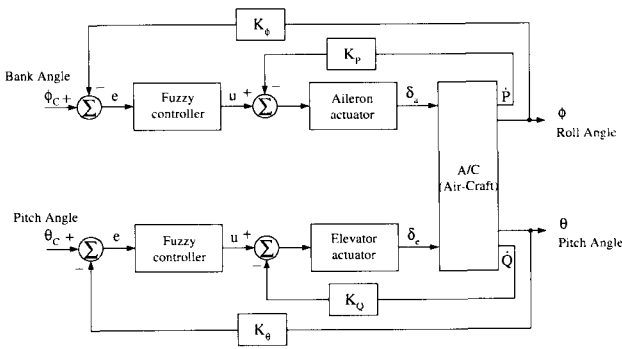 K_ϕ
K_P
Bank Angle
ϕ_C +
−
Σ
e
Fuzzy
controller
u +
−
Σ
Aileron
actuator
δ_a
Ṗ
ϕ
Roll Angle
A/C
(Air-Craft)
Pitch Angle
θ_C +
−
Σ
e
Fuzzy
controller
u +
−
Σ
Elevator
actuator
δ_e
Q̇
θ
Pitch Angle
K_Q
K_θ